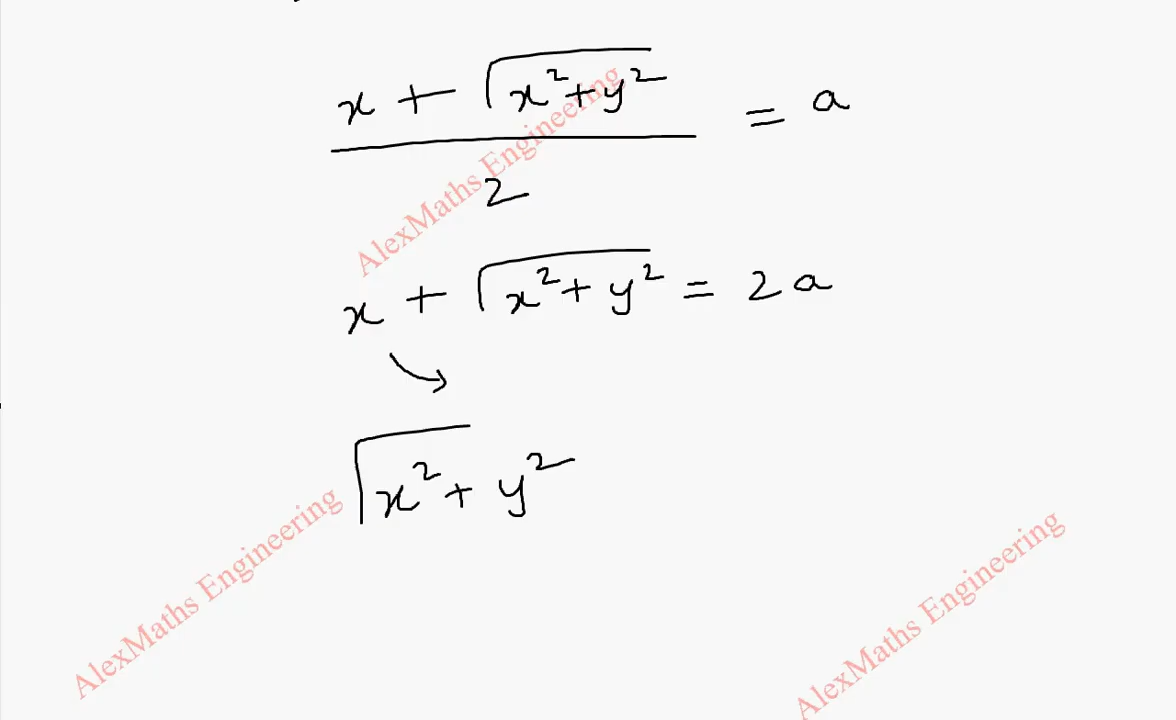 x + √(x² + y²)
= a
2
x + √(x² + y²) = 2a
√(x² + y²
AlexMaths Engineering
AlexMaths Engineering
AlexMaths Engineering